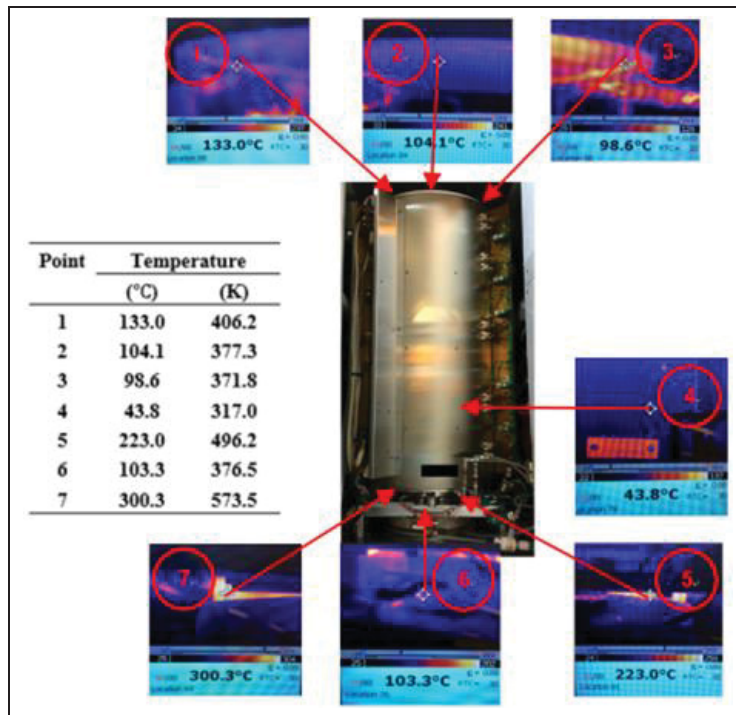 1
2
3
133.0°C
104.1°C
98.6°C
Point Temperature
(°C) (K)
1 133.0 406.2
2 104.1 377.3
3 98.6 371.8
4 43.8 317.0
5 223.0 496.2
6 103.3 376.5
7 300.3 573.5
4
43.8°C
7
6
5
300.3°C
103.3°C
223.0°C